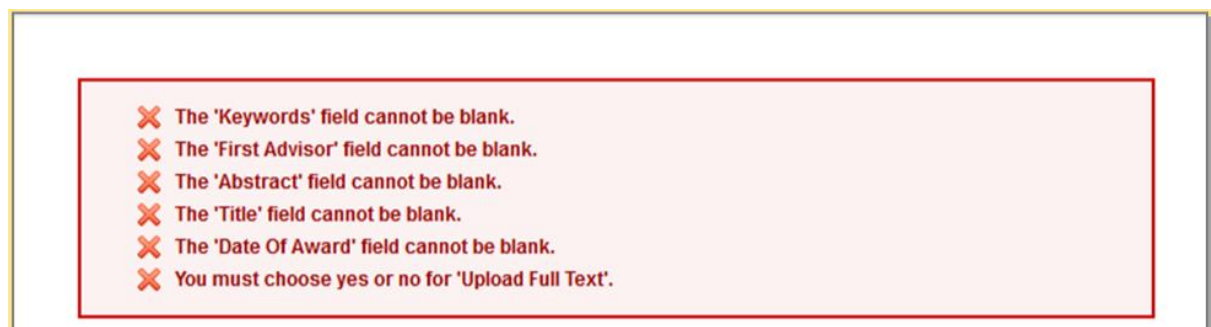 The 'Keywords' field cannot be blank.
The 'First Advisor' field cannot be blank.
The 'Abstract' field cannot be blank.
The 'Title' field cannot be blank.
The 'Date Of Award' field cannot be blank.
You must choose yes or no for 'Upload Full Text'.